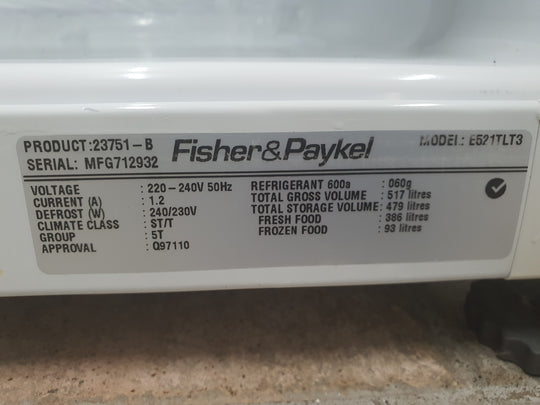 PRODUCT:23751-B Fisher&Paykel MODEL: E521TLT3
SERIAL: MFG712932
VOLTAGE : 220-240V 50Hz
CURRENT (A) : 1.2
DEFROST (W) : 240/230V
CLIMATE CLASS : ST/T
GROUP : 5T
APPROVAL : Q97110
REFRIGERANT 600a : 060g
TOTAL GROSS VOLUME : 517 litres
TOTAL STORAGE VOLUME : 479 litres
FRESH FOOD : 386 litres
FROZEN FOOD : 93 litres